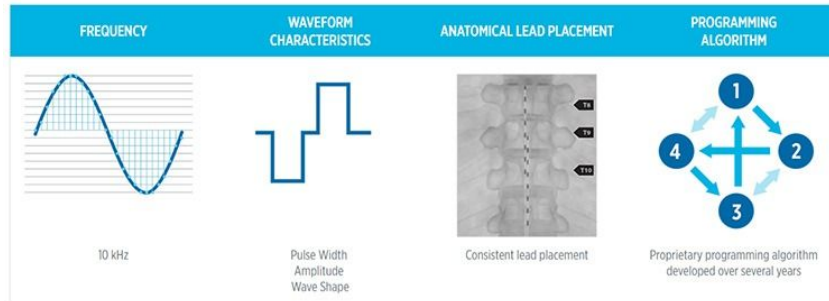 FREQUENCY
WAVEFORM
CHARACTERISTICS
ANATOMICAL LEAD PLACEMENT
PROGRAMMING
ALGORITHM
T8
T9
T10
1
2
3
4
10 kHz
Pulse Width
Amplitude
Wave Shape
Consistent lead placement
Proprietary programming algorithm
developed over several years